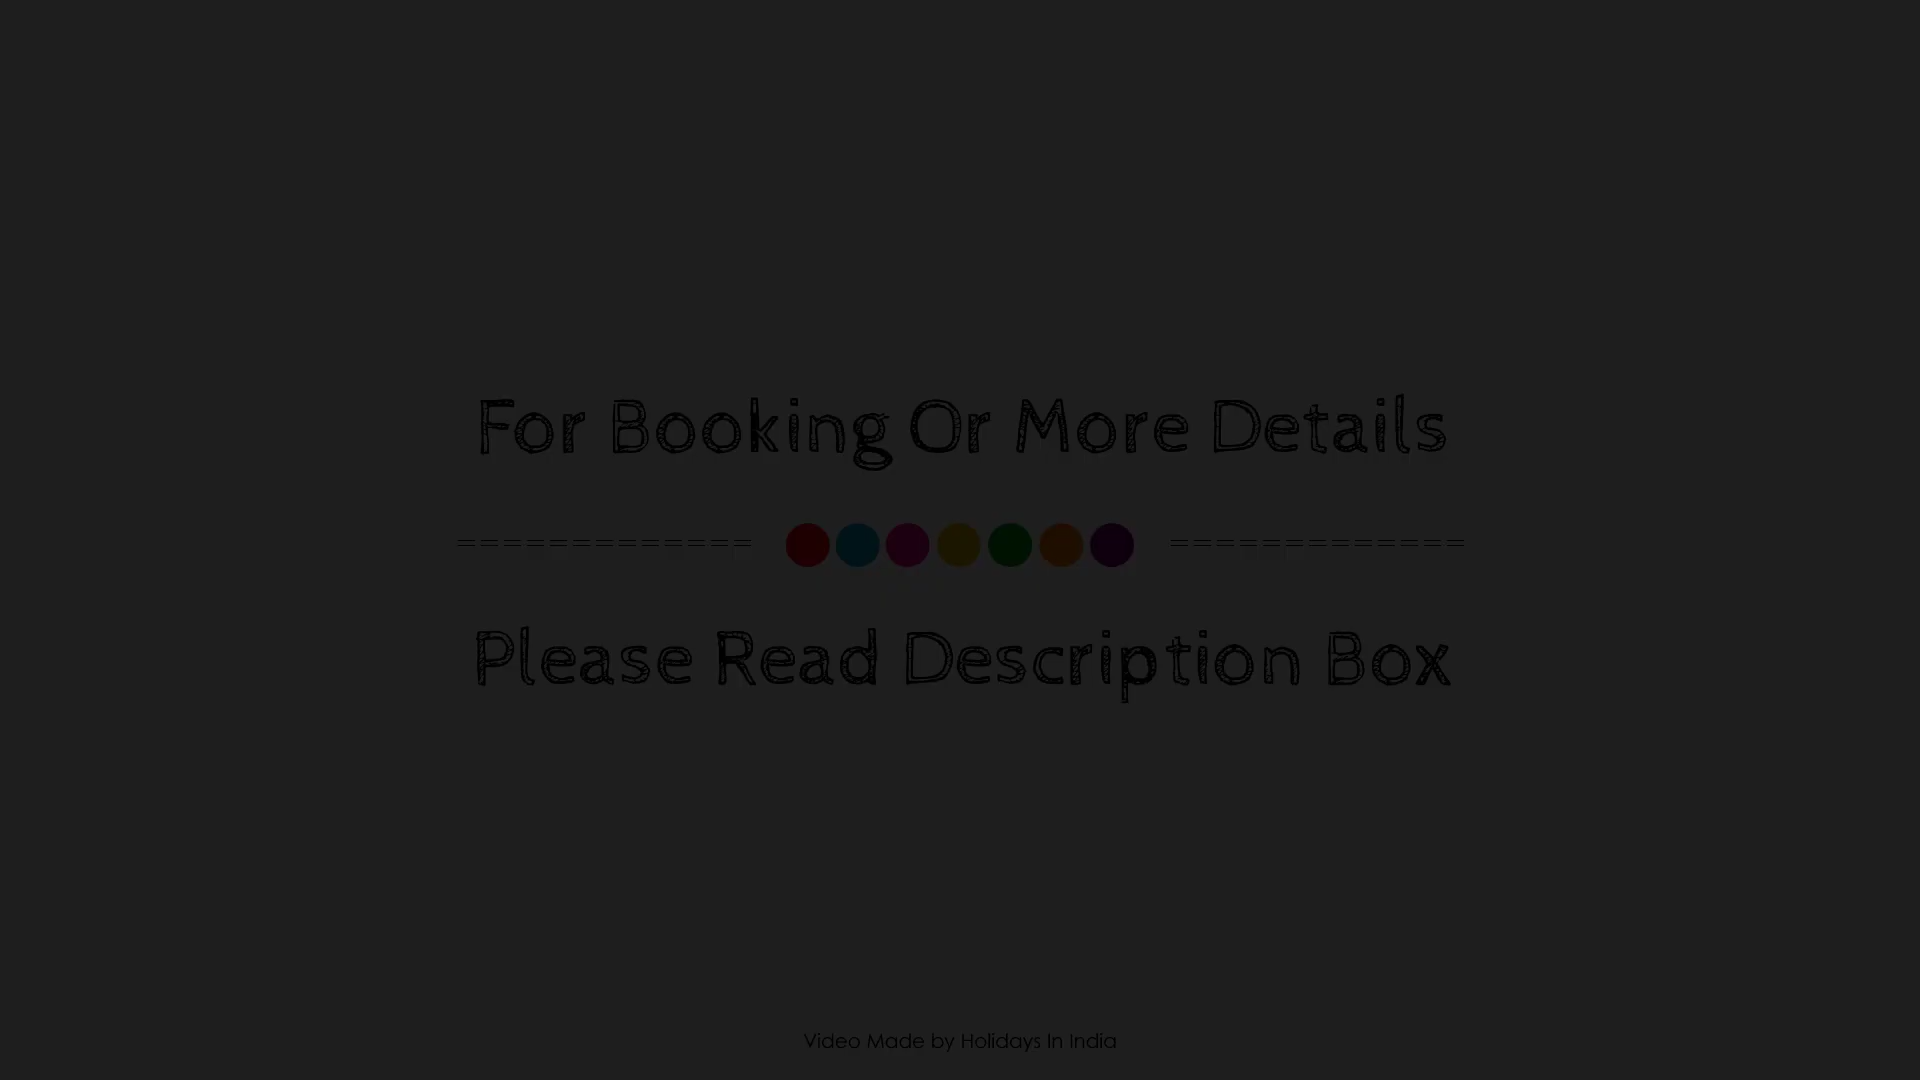 For Booking Or More Details
============= =============
Please Read Description Box
Video Made by Holidays In India